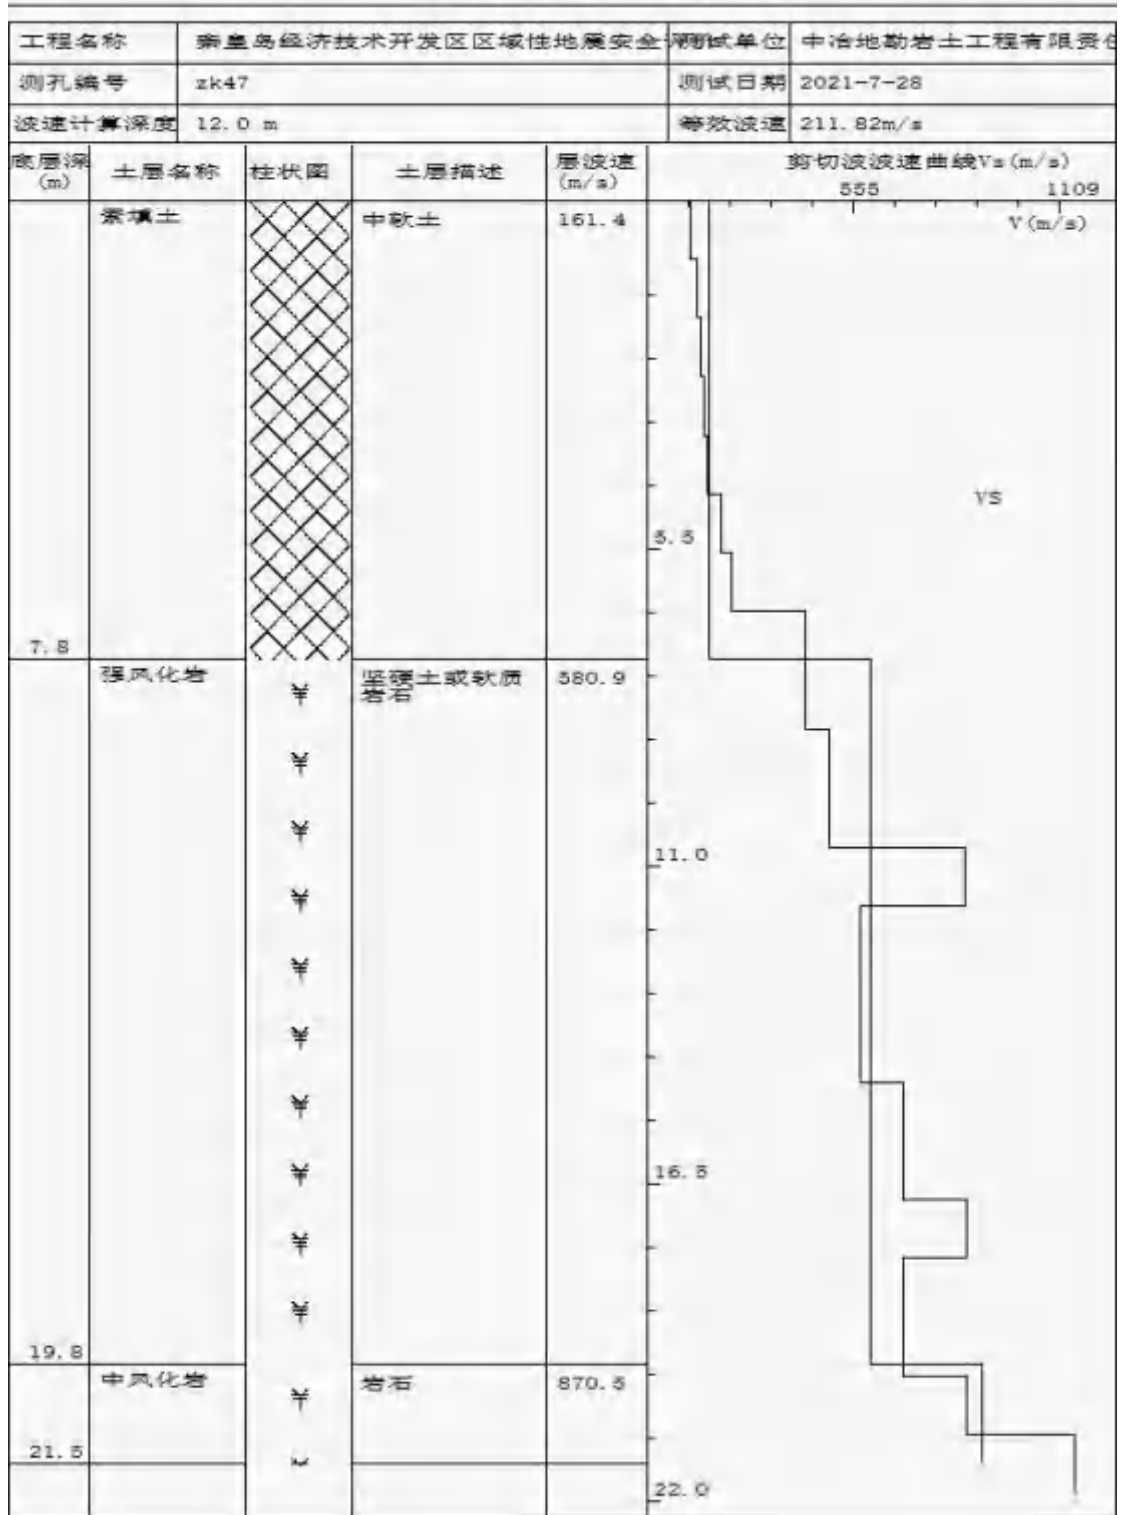 工程名称 秦皇岛经济技术开发区区域性地震安全 测试单位 中冶地勘岩土工程有限责任
测孔编号 zk47 测试日期 2021-7-28
波速计算深度 12.0 m 等效波速 211.82m/s
底层深 (m) 土层名称 柱状图 土层描述 层波速 (m/s) 剪切波波速曲线Vs(m/s)
555 1109
V(m/s)
素填土 中软土 161.4
VS
5.5
7.8
强风化岩 坚硬土或软质岩石 580.9
11.0
16.5
19.8
中风化岩 岩石 870.5
21.5
22.0